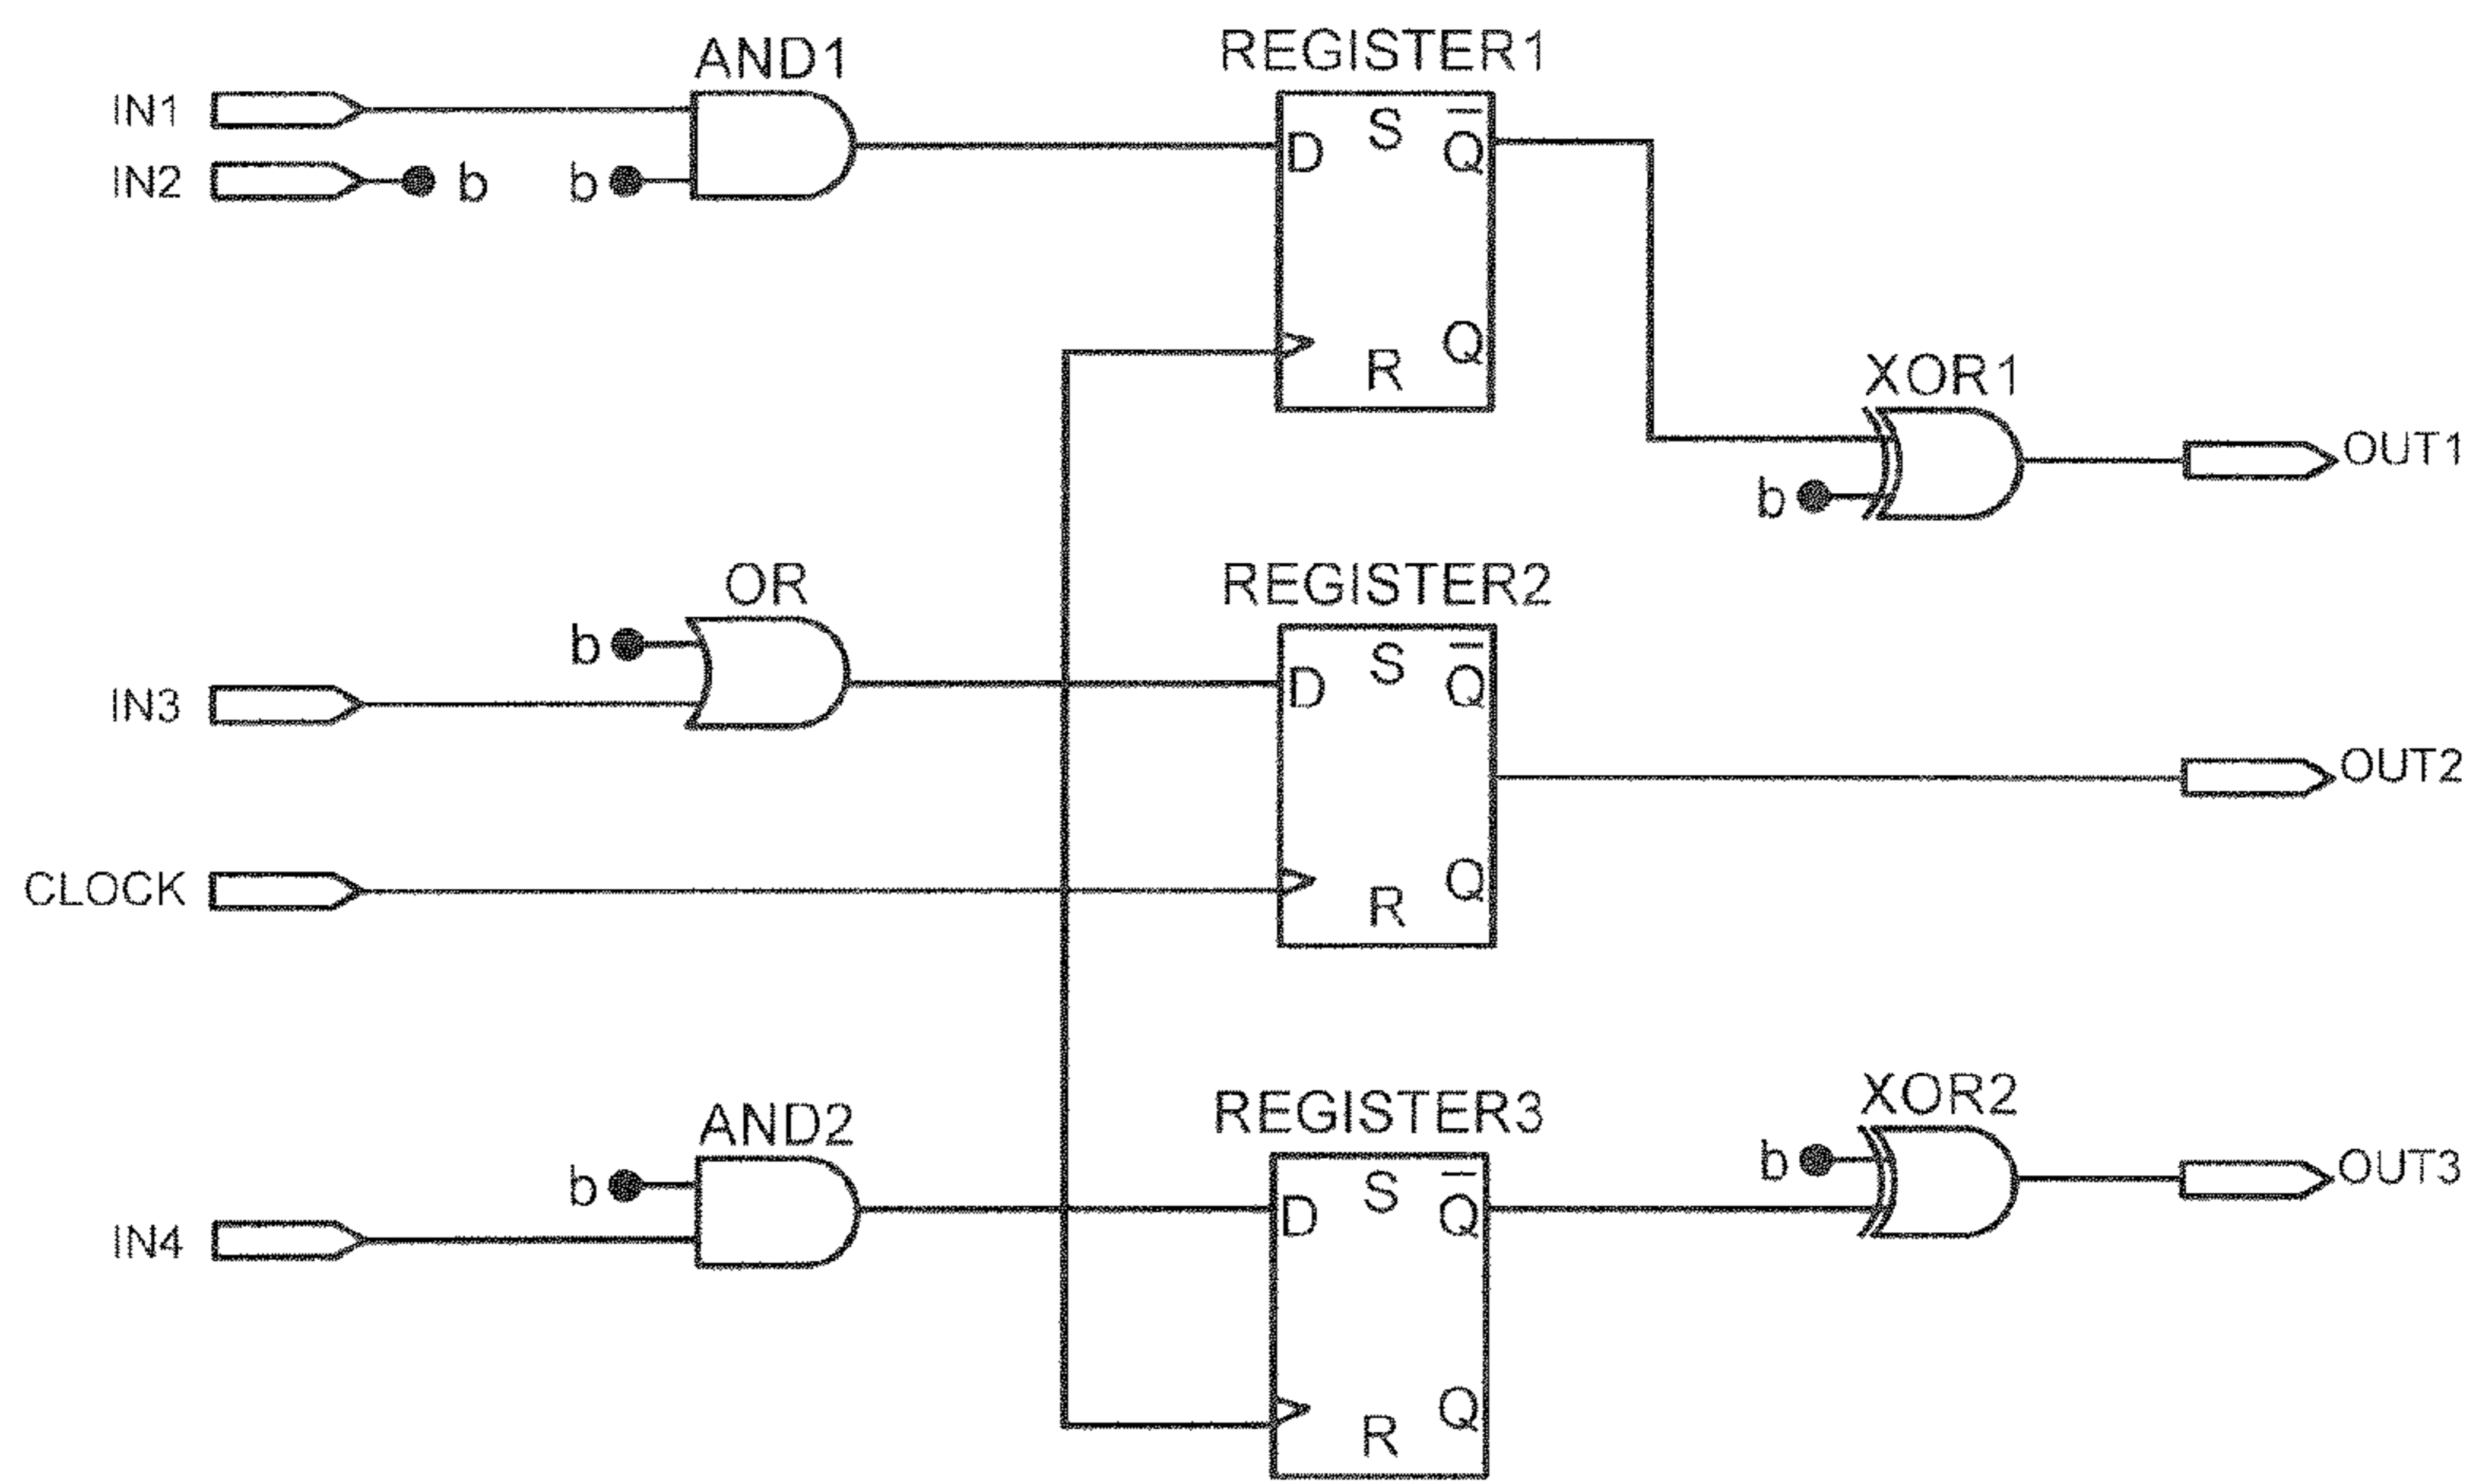 AND1
REGISTER1
IN1
D S Q̅
IN2 b b
Q
R
XOR1
OUT1
b
OR
REGISTER2
b
D S Q̅
IN3
OUT2
CLOCK
R Q
XOR2
AND2
REGISTER3
b
b
OUT3
D S Q̅
IN4
R Q